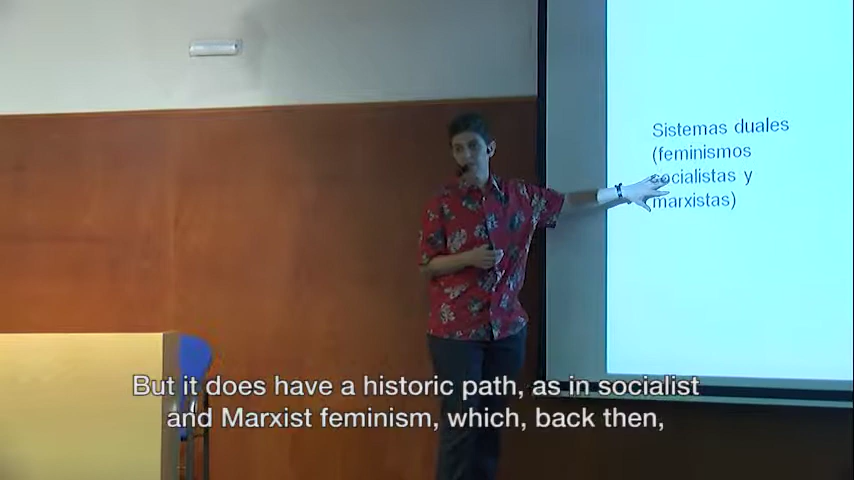 Sistemas duales
(feminismos
socialistas y
marxistas)
But it does have a historic path, as in socialist
and Marxist feminism, which, back then,